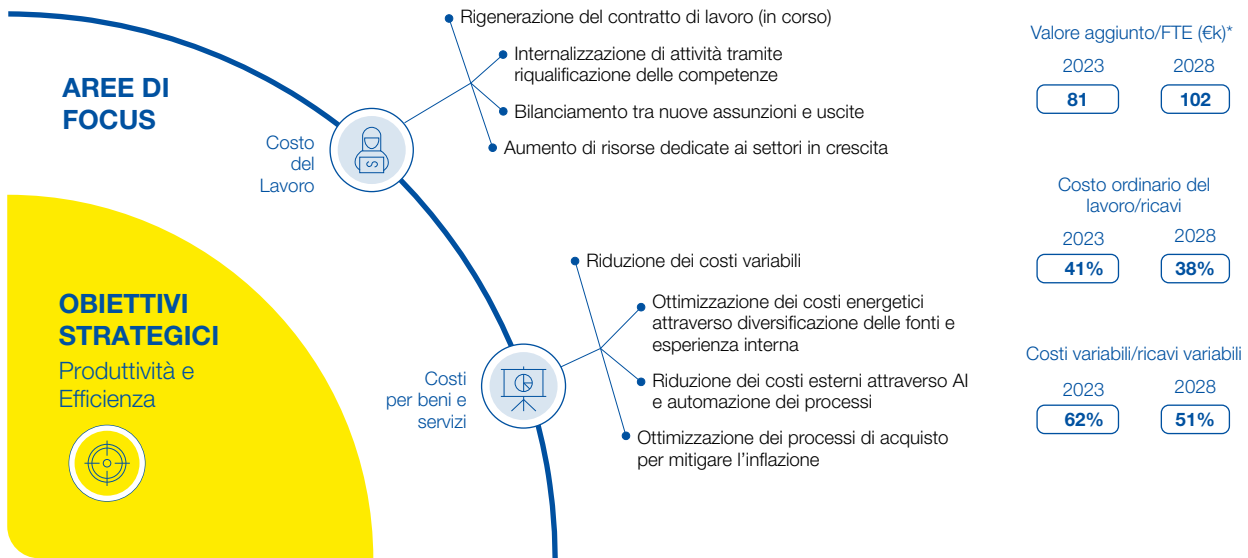 AREE DI
FOCUS
Costo
del
Lavoro
Rigenerazione del contratto di lavoro (in corso)
Internalizzazione di attività tramite
riqualificazione delle competenze
Bilanciamento tra nuove assunzioni e uscite
Aumento di risorse dedicate ai settori in crescita
OBIETTIVI
STRATEGICI
Produttività e
Efficienza
Costi
per beni e
servizi
Riduzione dei costi variabili
Ottimizzazione dei costi energetici
attraverso diversificazione delle fonti e
esperienza interna
Riduzione dei costi esterni attraverso AI
e automazione dei processi
Ottimizzazione dei processi di acquisto
per mitigare l'inflazione
Valore aggiunto/FTE (€k)*
2023 2028
81 102
Costo ordinario del
lavoro/ricavi
2023 2028
41% 38%
Costi variabili/ricavi variabili
2023 2028
62% 51%